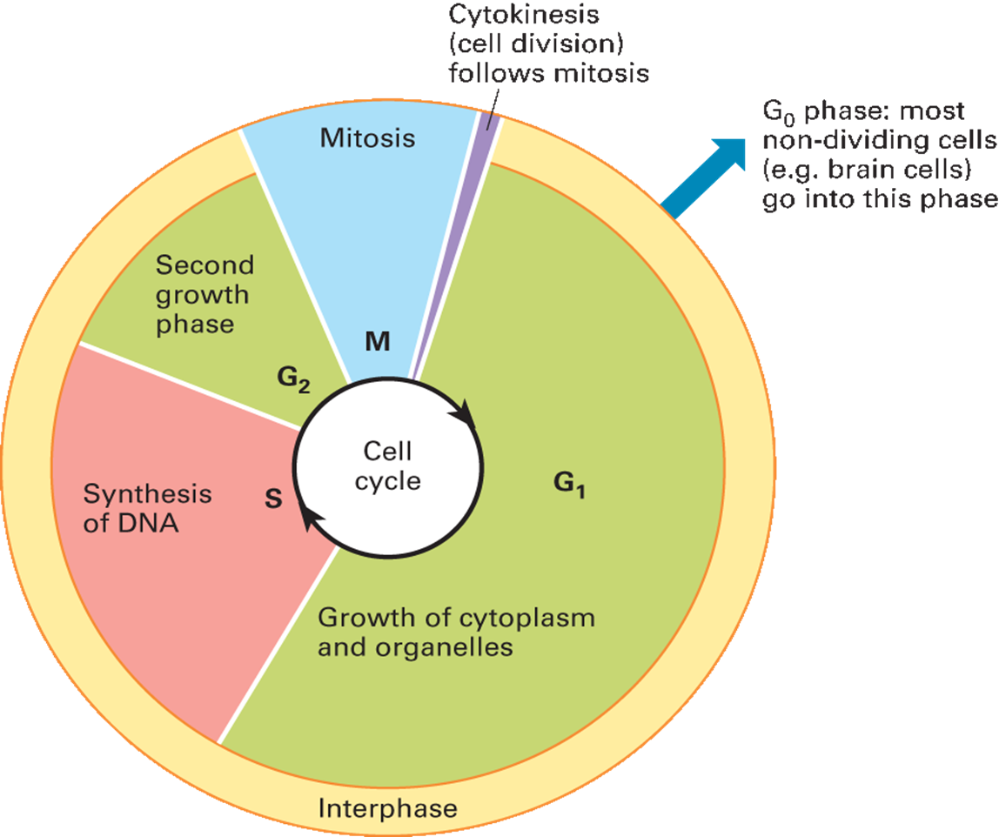 Cytokinesis
(cell division)
follows mitosis
G₀ phase: most
non-dividing cells
(e.g. brain cells)
go into this phase
Mitosis
M
Second
growth
phase
G₂
Synthesis
of DNA
S
Cell
cycle
G₁
Growth of cytoplasm
and organelles
Interphase